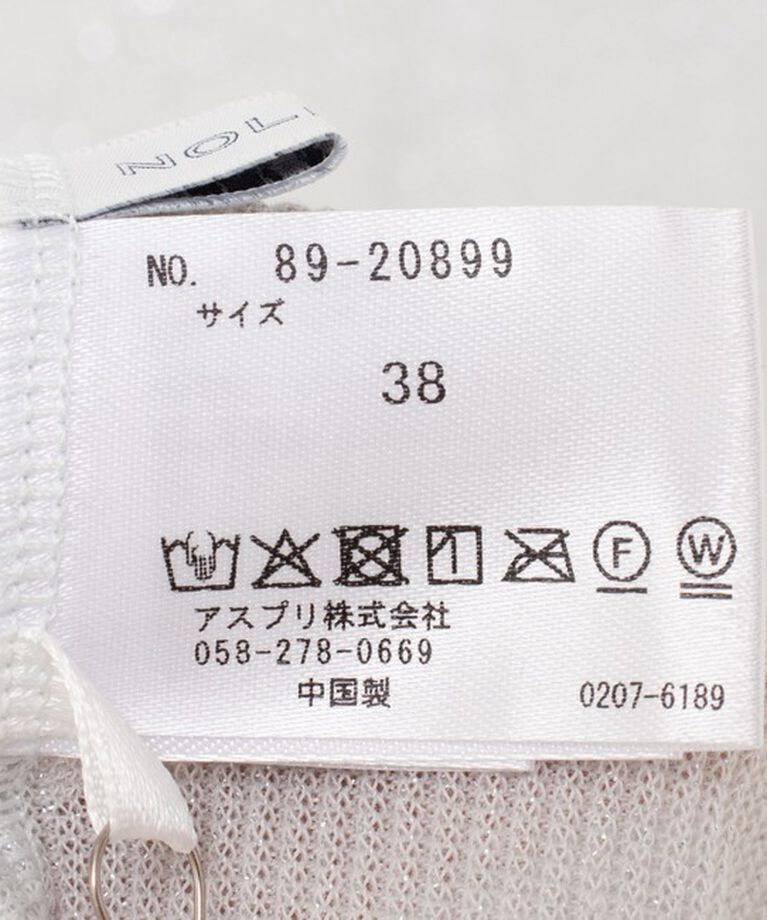 NOL
NO. 89-20899
サイズ
38
F W
アスプリ株式会社
058-278-0669
中国製 0207-6189